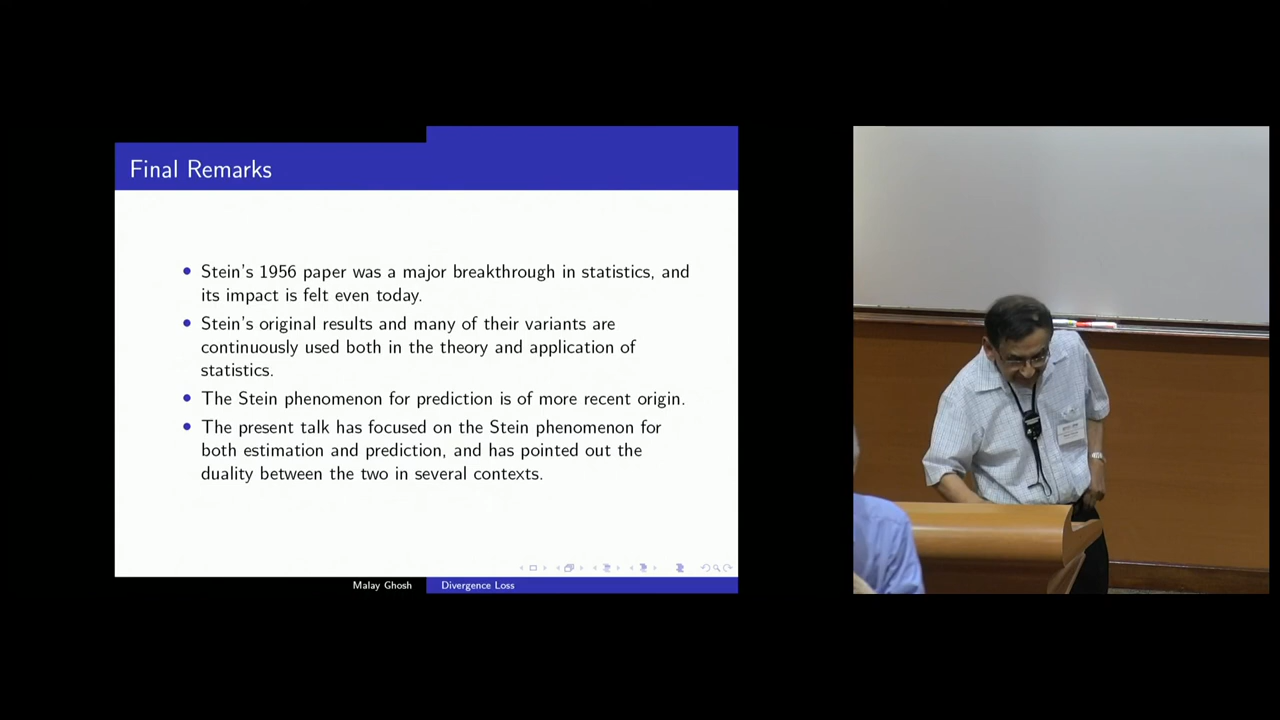 Final Remarks
• Stein's 1956 paper was a major breakthrough in statistics, and
its impact is felt even today.
• Stein's original results and many of their variants are
continuously used both in the theory and application of
statistics.
• The Stein phenomenon for prediction is of more recent origin.
• The present talk has focused on the Stein phenomenon for
both estimation and prediction, and has pointed out the
duality between the two in several contexts.
Malay Ghosh Divergence Loss